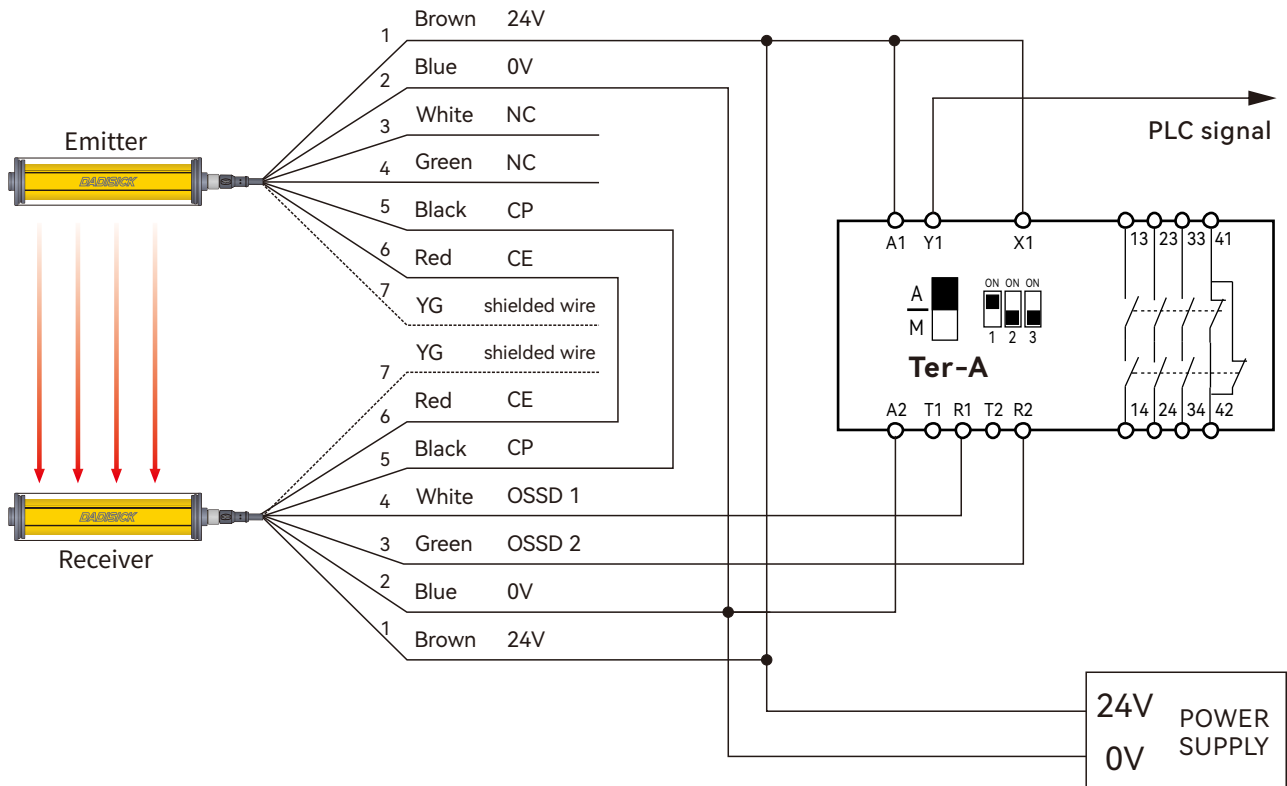 1 Brown 24V
2 Blue 0V
3 White NC
4 Green NC
5 Black CP
6 Red CE
7 YG shielded wire
Emitter
DADISICK
7 YG shielded wire
6 Red CE
5 Black CP
4 White OSSD 1
3 Green OSSD 2
2 Blue 0V
1 Brown 24V
DADISICK
Receiver
PLC signal
A1 Y1 X1 13 23 33 41
A
M
ON ON ON
1 2 3
Ter-A
A2 T1 R1 T2 R2 14 24 34 42
24V
0V
POWER
SUPPLY